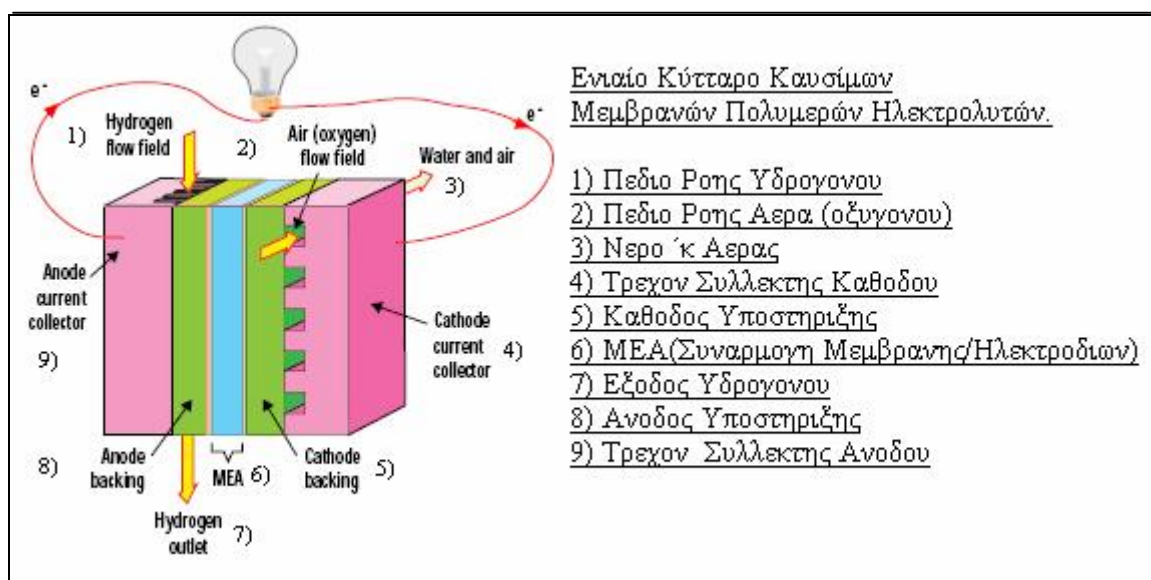 e-
1) Hydrogen
flow field
2) Air (oxygen)
flow field
e-
Water and air
3)
Anode
current
collector
9)
Cathode
current 4)
collector
8) Anode
backing
MEA 6)
Cathode 5)
backing
Hydrogen
outlet 7)
Ενιαίο Κύτταρο Καυσίμων
Μεμβρανών Πολυμερών Ηλεκτρολυτών.
1) Πεδιο Ροης Υδρογονου
2) Πεδιο Ροης Αερα (οξυγονου)
3) Νερο ΄κ Αερας
4) Τρεχον Συλλεκτης Καθοδου
5) Καθοδος Υποστηριξης
6) ΜΕΑ(Συναρμογη Μεμβρανης/Ηλεκτροδιων)
7) Εξοδος Υδρογονου
8) Ανοδος Υποστηριξης
9) Τρεχον Συλλεκτης Ανοδου